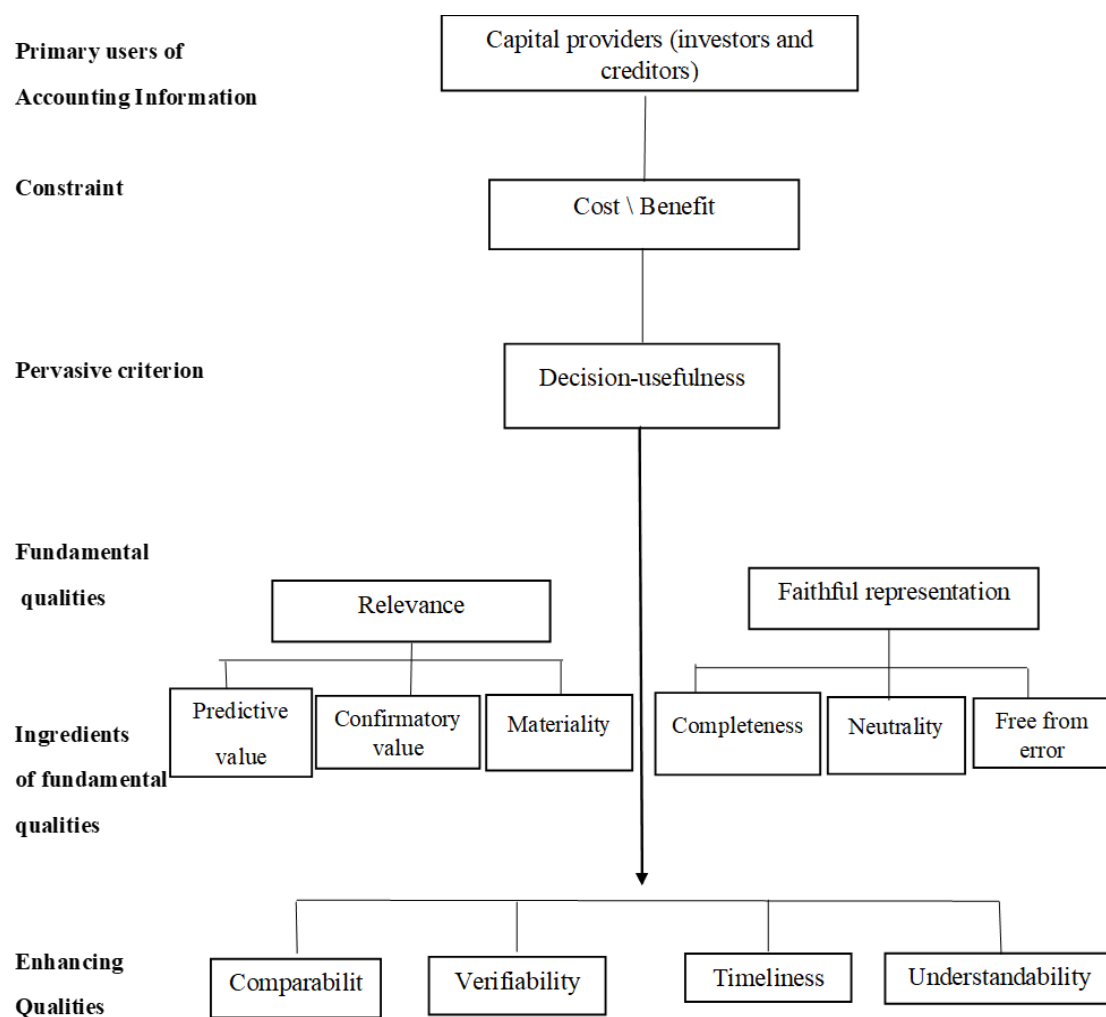 Primary users of
Accounting Information
Capital providers (investors and
creditors)
Constraint
Cost \ Benefit
Pervasive criterion
Decision-usefulness
Fundamental
qualities
Relevance
Faithful representation
Ingredients
of fundamental
qualities
Predictive
value
Confirmatory
value
Materiality
Completeness
Neutrality
Free from
error
Enhancing
Qualities
Comparabilit
Verifiability
Timeliness
Understandability